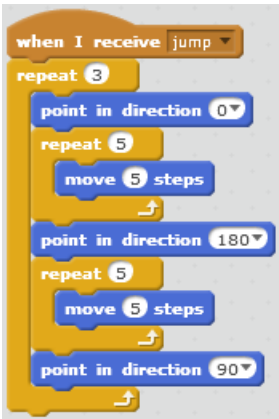 when I receive jump
repeat 3
point in direction 0
repeat 5
move 5 steps
point in direction 180
repeat 5
move 5 steps
point in direction 90